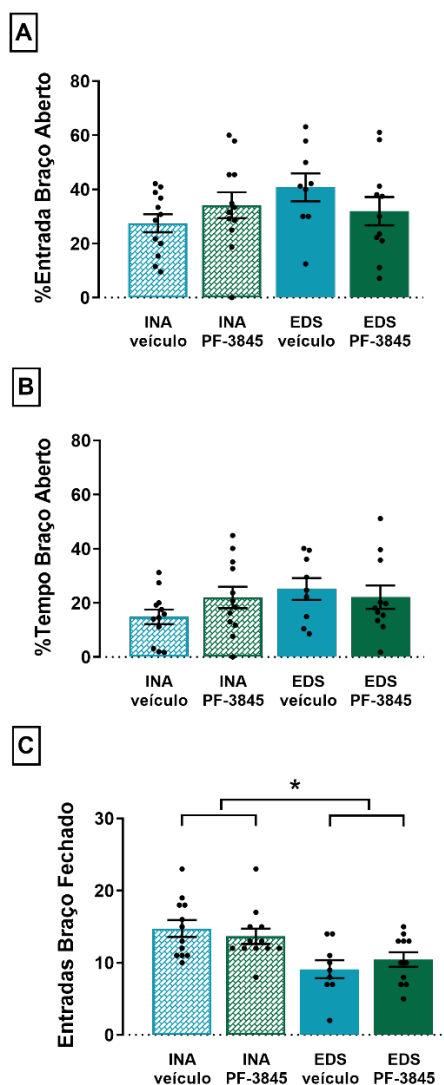 A
%Entrada Braço Aberto
80
60
40
20
0
INA veículo
INA PF-3845
EDS veículo
EDS PF-3845
B
%Tempo Braço Aberto
80
60
40
20
0
INA veículo
INA PF-3845
EDS veículo
EDS PF-3845
C
Entradas Braço Fechado
30
20
10
0
*
INA veículo
INA PF-3845
EDS veículo
EDS PF-3845